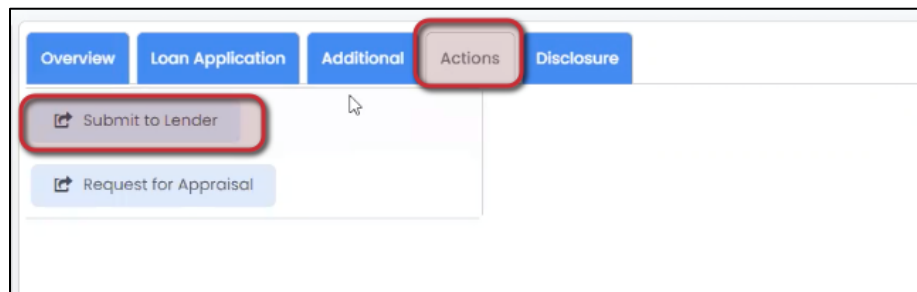 Overview Loan Application Additional Actions Disclosure
Submit to Lender
Request for Appraisal